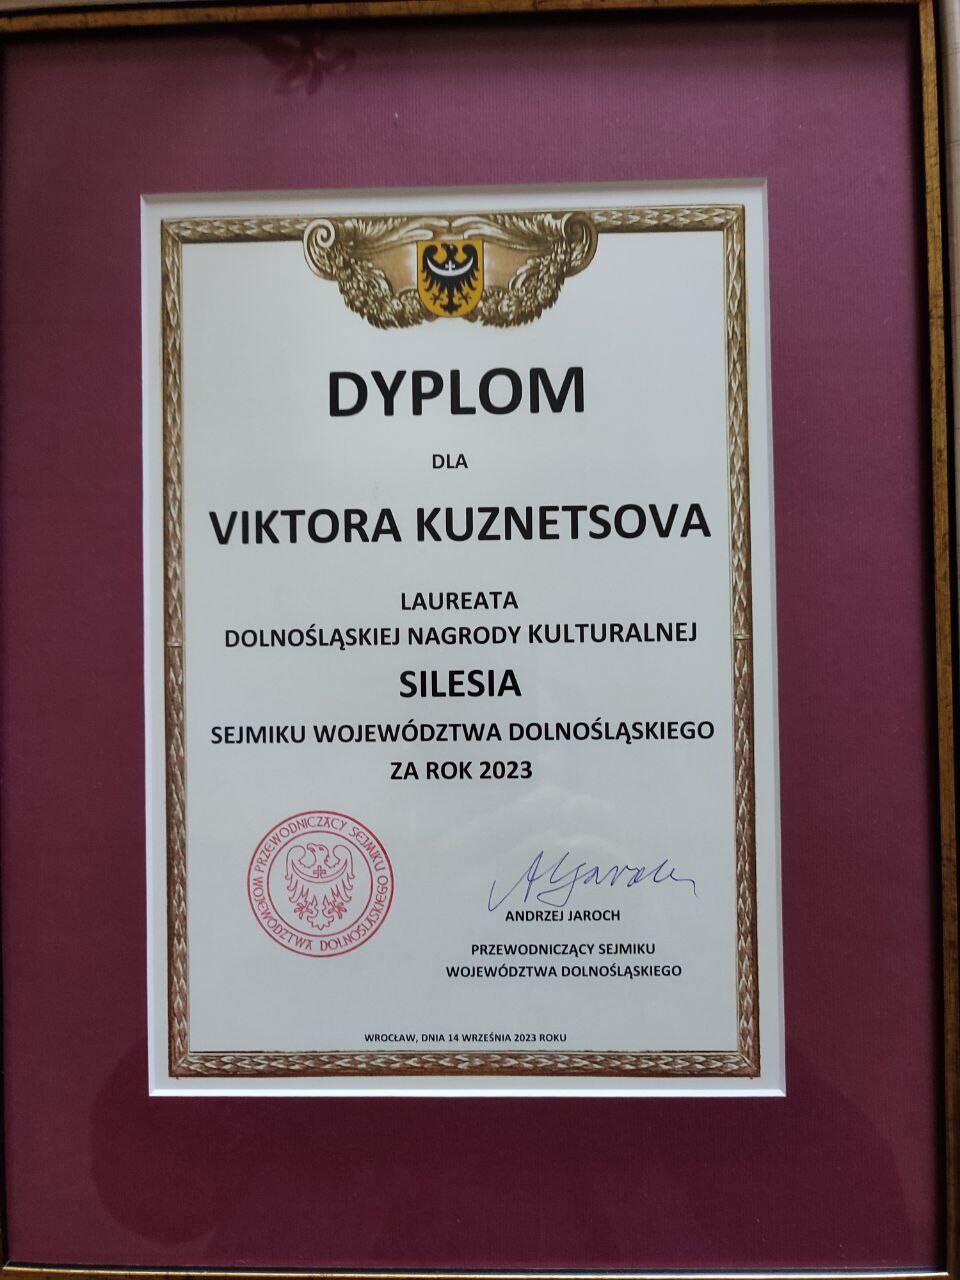 DYPLOM
DLA
VIKTORA KUZNETSOVA
LAUREATA
DOLNOŚLĄSKIEJ NAGRODY KULTURALNEJ
SILESIA
SEJMIKU WOJEWÓDZTWA DOLNOŚLĄSKIEGO
ZA ROK 2023
PRZEWODNICZĄCY SEJMIKU WOJEWÓDZTWA DOLNOŚLĄSKIEGO
ANDRZEJ JAROCH
PRZEWODNICZĄCY SEJMIKU
WOJEWÓDZTWA DOLNOŚLĄSKIEGO
WROCŁAW, DNIA 14 WRZEŚNIA 2023 ROKU